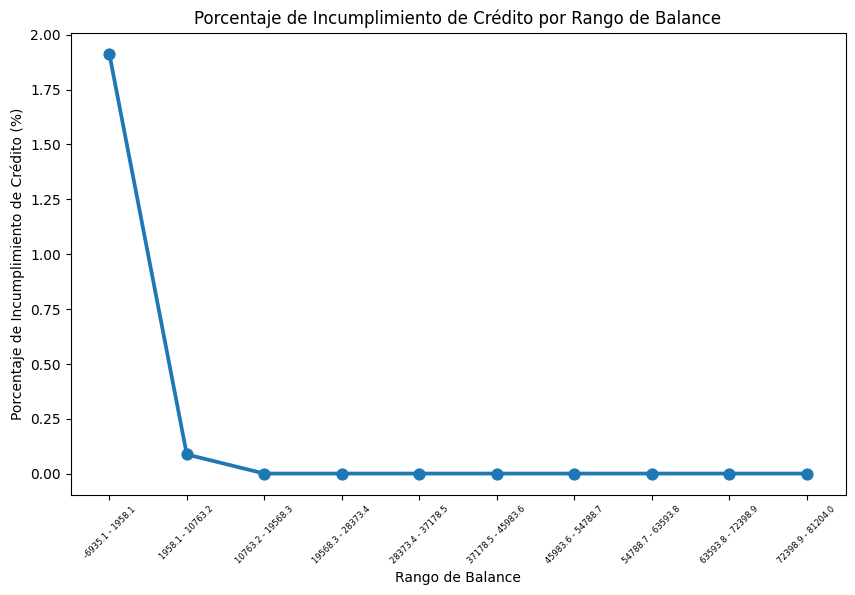 Porcentaje de Incumplimiento de Crédito por Rango de Balance
Porcentaje de Incumplimiento de Crédito (%)
2.00
1.75
1.50
1.25
1.00
0.75
0.50
0.25
0.00
-6935.1 - 1958.1
1958.1 - 10763.2
10763.2 - 19568.3
19568.3 - 28373.4
28373.4 - 37178.5
37178.5 - 45983.6
45983.6 - 54788.7
54788.7 - 63593.8
63593.8 - 72398.9
72398.9 - 81204.0
Rango de Balance